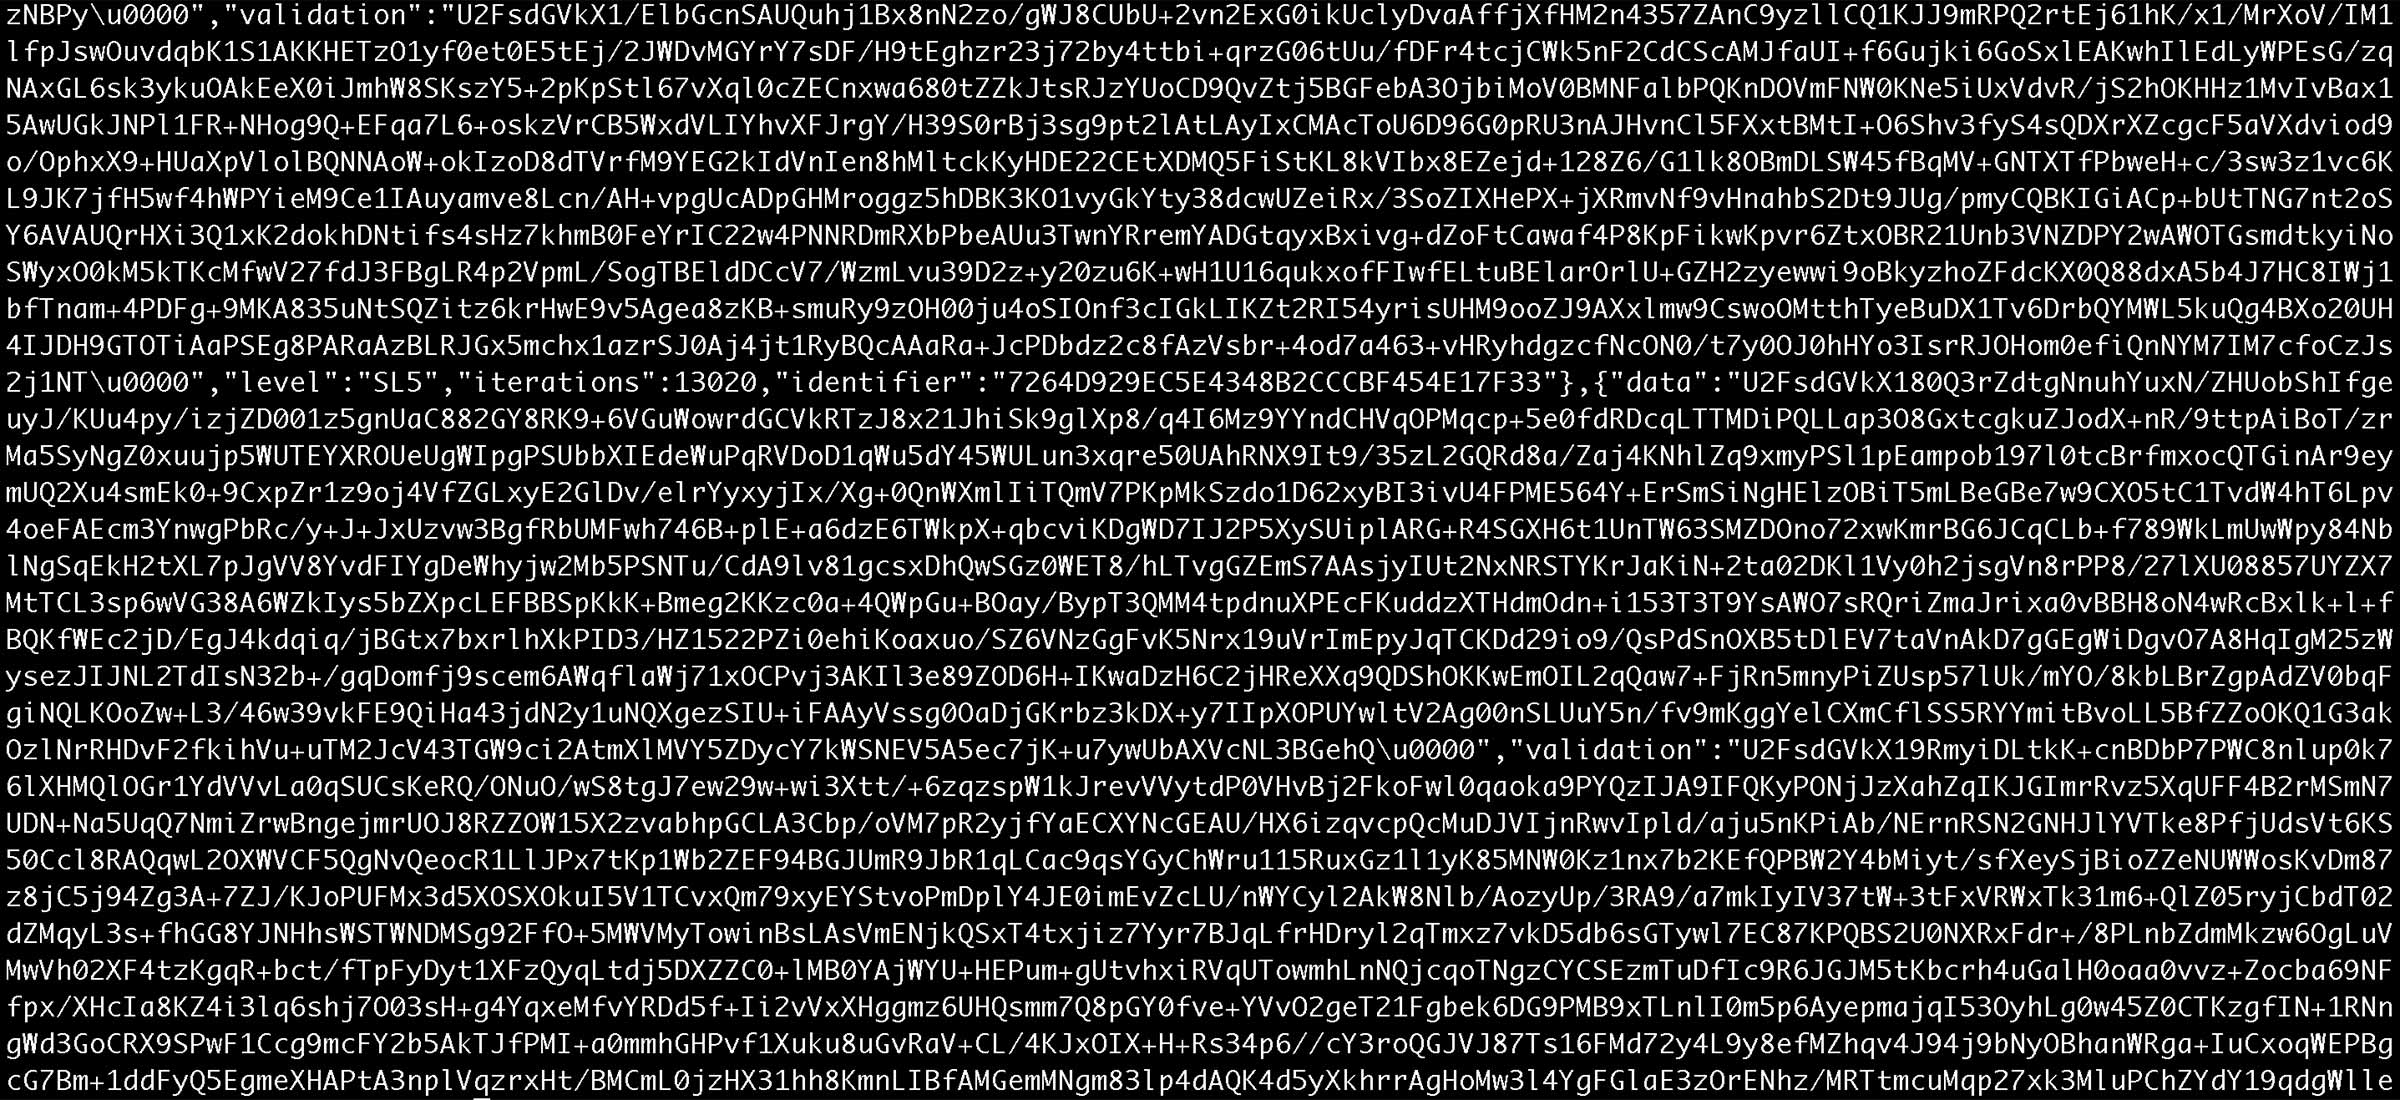 zNBPy\u0000","validation":"U2FsdGVkX1/ElbGcnSAUQuhj1Bx8nN2zo/gWJ8CUbU+2vn2ExG0ikUclyDvaAffjXfHM2n4357ZAnC9yzllCQ1KJJ9mRPQ2rtEj61hK/x1/MrXoV/IM1
lfpJswOuvdqbK1S1AKKHETzO1yf0et0E5tEj/2JWDvMGYrY7sDF/H9tEghzr23j72by4ttbi+qrzG06tUu/fDFr4tcjCWk5nF2CdCScAMJfaUI+f6Gujki6GoSxlEAKwhIlEdLyWPEsG/zq
NAxGL6sk3ykuOAkEeX0iJmhW8SKszY5+2pKpStl67vXql0cZECnxwa680tZZkJtsRJzYUoCD9QvZtj5BGFebA3OjbiMoV0BMNFalbPQKnDOVmFNW0KNe5iUxVdvR/jS2hOKHHz1MvIvBax1
5AwUGkJNPl1FR+NHog9Q+EFqa7L6+oskzVrCB5WxdVLIYhvXFJrgY/H39S0rBj3sg9pt2lAtLAyIxCMAcToU6D96G0pRU3nAJHvnCl5FXxtBMtI+O6Shv3fyS4sQDXrXZcgcF5aVXdviod9
o/OphxX9+HUaXpVlolBQNNAoW+okIzoD8dTVrfM9YEG2kIdVnIen8hMltckKyHDE22CEtXDMQ5FiStKL8kVIbx8EZejd+128Z6/G1lk8OBmDLSW45fBqMV+GNTXTfPbweH+c/3sw3z1vc6K
L9JK7jfH5wf4hWPYieM9Ce1IAuyamve8Lcn/AH+vpgUcADpGHMroggz5hDBK3KO1vyGkYty38dcwUZeiRx/3SoZIXHePX+jXRmvNf9vHnahbS2Dt9JUg/pmyCQBKIGiACp+bUtTNG7nt2oS
Y6AVAUQrHXi3Q1xK2dokhDNtifs4sHz7khmB0FeYrIC22w4PNNRDmRXbPbeAUu3TwnYRremYADGtqyxBxivg+dZoFtCawaf4P8KpFikwKpvr6ZtxOBR21Unb3VNZDPY2wAWOTGsmdtkyiNo
SWyxO0kM5kTKcMfwV27fdJ3FBgLR4p2VpmL/SogTBEldDCcV7/WzmLvu39D2z+y20zu6K+wH1U16qukxofFIwfELtuBElarOrlU+GZH2zyewwi9oBkyzhoZFdcKX0Q88dxA5b4J7HC8IWj1
bfTnam+4PDFg+9MKA835uNtSQZitz6krHwE9v5Agea8zKB+smuRy9zOH00ju4oSIOnf3cIGkLIKZt2RI54yrisUHM9ooZJ9AXxlmw9CswoOMtthTyeBuDX1Tv6DrbQYMWL5kuQg4BXo20UH
4IJDH9GTOTiAaPSEg8PARaAzBLRJGx5mchx1azrSJ0Aj4jt1RyBQcAAaRa+JcPDbdz2c8fAzVsbr+4od7a463+vHRyhdgzcfNcON0/t7y0OJ0hHYo3IsrRJOHom0efiQnNYM7IM7cfoCzJs
2j1NT\u0000","level":"SL5","iterations":13020,"identifier":"7264D929EC5E4348B2CCCBF454E17F33"},{"data":"U2FsdGVkX180Q3rZdtgNnuhYuxN/ZHUobShIfge
uyJ/KUu4py/izjZD001z5gnUaC882GY8RK9+6VGuWowrdGCVkRTzJ8x21JhiSk9glXp8/q4I6Mz9YYndCHVqOPMqcp+5e0fdRDcqLTTMDiPQLLap3O8GxtcgkuZJodX+nR/9ttpAiBoT/zr
Ma5SyNgZ0xuujp5WUTEYXROUeUgWIpgPSUbbXIEdeWuPqRVDoD1qWu5dY45WULun3xqre50UAhRNX9It9/35zL2GQRd8a/Zaj4KNhlZq9xmyPSl1pEampob197l0tcBrfmxocQTGinAr9ey
mUQ2Xu4smEk0+9CxpZr1z9oj4VfZGLxyE2GlDv/elrYyxyjIx/Xg+0QnWXmlIiTQmV7PKpMkSzdo1D62xyBI3ivU4FPME564Y+ErSmSiNgHElzOBiT5mLBeGBe7w9CXO5tC1TvdW4hT6Lpv
4oeFAEcm3YnwgPbRc/y+J+JxUzvw3BgfRbUMFwh746B+plE+a6dzE6TWkpX+qbcviKDgWD7IJ2P5XySUiplARG+R4SGXH6t1UnTW63SMZDOno72xwKmrBG6JCqCLb+f789WkLmUwWpy84Nb
lNgSqEkH2tXL7pJgVV8YvdFIYgDeWhyjw2Mb5PSNTu/CdA9lv81gcsxDhQwSGz0WET8/hLTvgGZEmS7AAsjyIUt2NxNRSTYKrJaKiN+2ta02DKl1Vy0h2jsgVn8rPP8/27lXU08857UYZX7
MtTCL3sp6wVG38A6WZkIys5bZXpcLEFBBSpKkK+Bmeg2KKzc0a+4QWpGu+BOay/BypT3QMM4tpdnuXPEcFKuddzXTHdmOdn+i153T3T9YsAWO7sRQriZmaJrixa0vBBH8oN4wRcBxlk+l+f
BQKfWEc2jD/EgJ4kdqiq/jBGtx7bxrlhXkPID3/HZ1522PZi0ehiKoaxuo/SZ6VNzGgFvK5Nrx19uVrImEpyJqTCKDd29io9/QsPdSnOXB5tDlEV7taVnAkD7gGEgWiDgvO7A8HqIgM25zW
ysezJIJNL2TdIsN32b+/gqDomfj9scem6AWqflaWj71xOCPvj3AKIl3e89ZOD6H+IKwaDzH6C2jHReXXq9QDShOKKwEmOIL2qQaw7+FjRn5mnyPiZUsp57lUk/mYO/8kbLBrZgpAdZV0bqF
giNQLKOoZw+L3/46w39vkFE9QiHa43jdN2y1uNQXgezSIU+iFAAyVssg0OaDjGKrbz3kDX+y7IIpXOPUYwltV2Ag00nSLUuY5n/fv9mKggYelCXmCflSS5RYYmitBvoLL5BfZZoOKQ1G3ak
OzlNrRHDvF2fkihVu+uTM2JcV43TGW9ci2AtmXlMVY5ZDycY7kWSNEV5A5ec7jK+u7ywUbAXVcNL3BGehQ\u0000","validation":"U2FsdGVkX19RmyiDLtkK+cnBDbP7PWC8nlup0k7
6lXHMQlOGr1YdVVvLa0qSUCsKeRQ/ONuO/wS8tgJ7ew29w+wi3Xtt/+6zqzspW1kJrevVVytdP0VHvBj2FkoFwl0qaoka9PYQzIJA9IFQKyPONjJzXahZqIKJGImrRvz5XqUFF4B2rMSmN7
UDN+Na5UqQ7NmiZrwBngejmrUOJ8RZZOW15X2zvabhpGCLA3Cbp/oVM7pR2yjfYaECXYNcGEAU/HX6izqvcpQcMuDJVIjnRwvIpld/aju5nKPiAb/NErnRSN2GNHJlYVTke8PfjUdsVt6KS
50Ccl8RAQqwL2OXWVCF5QgNvQeocR1LlJPx7tKp1Wb2ZEF94BGJUmR9JbR1qLCac9qsYGyChWru115RuxGz1l1yK85MNW0Kz1nx7b2KEfQPBW2Y4bMiyt/sfXeySjBioZZeNUWWosKvDm87
z8jC5j94Zg3A+7ZJ/KJoPUFMx3d5XOSXOkuI5V1TCvxQm79xyEYStvoPmDplY4JE0imEvZcLU/nWYCyl2AkW8Nlb/AozyUp/3RA9/a7mkIyIV37tW+3tFxVRWxTk31m6+QlZ05ryjCbdT02
dZMqyL3s+fhGG8YJNHhsWSTWNDMSg92FfO+5MWVMyTowinBsLAsVmENjkQSxT4txjiz7Yyr7BJqLfrHDryl2qTmxz7vkD5db6sGTywl7EC87KPQBS2U0NXRxFdr+/8PLnbZdmMkzw6OgLuV
MwVh02XF4tzKgqR+bct/fTpFyDyt1XFzQyqLtdj5DXZZC0+lMB0YAjWYU+HEPum+gUtvhxiRVqUTowmhLnNQjcqoTNgzCYCSEzmTuDfIc9R6JGJM5tKbcrh4uGalH0oaa0vvz+Zocba69NF
fpx/XHcIa8KZ4i3lq6shj7O03sH+g4YqxeMfvYRDd5f+Ii2vVxXHggmz6UHQsmm7Q8pGY0fve+YVvO2geT21Fgbek6DG9PMB9xTLnlI0m5p6AyepmajqI53OyhLg0w45Z0CTKzgfIN+1RNn
gWd3GoCRX9SPwF1Ccg9mcFY2b5AkTJfPMI+a0mmhGHPvf1Xuku8uGvRaV+CL/4KJxOIX+H+Rs34p6//cY3roQGJVJ87Ts16FMd72y4L9y8efMZhqv4J94j9bNyOBhanWRga+IuCxoqWEPBg
cG7Bm+1ddFyQ5EgmeXHAPtA3nplVqzrxHt/BMCmL0jzHX31hh8KmnLIBfAMGemMNgm83lp4dAQK4d5yXkhrrAgHoMw3l4YgFGlaE3zOrENhz/MRTtmcuMqp27xk3MluPChZYdY19qdgWlle